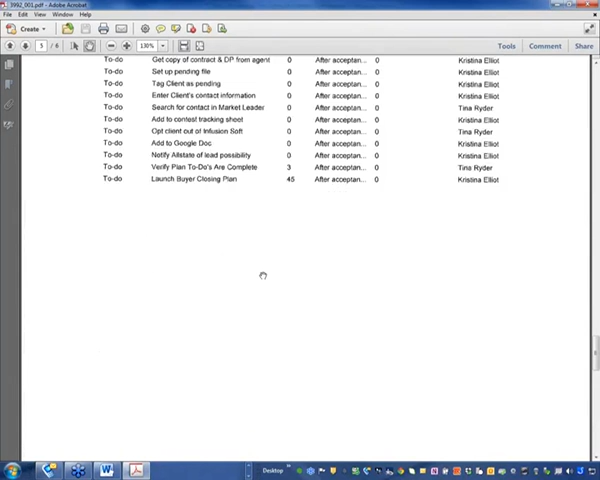 3992_001.pdf - Adobe Acrobat
File Edit View Window Help
Create
5 / 6 130% Tools Comment Share
To-do Get copy of contract & DP from agent 0 After acceptan... 0 Kristina Elliot
To-do Set up pending file 0 After acceptan... 0 Kristina Elliot
To-do Tag Client as pending 0 After acceptan... 0 Kristina Elliot
To-do Enter Client's contact information 0 After acceptan... 0 Kristina Elliot
To-do Search for contact in Market Leader 0 After acceptan... 0 Tina Ryder
To-do Add to contest tracking sheet 0 After acceptan... 0 Kristina Elliot
To-do Opt client out of Infusion Soft 0 After acceptan... 0 Tina Ryder
To-do Add to Google Doc 0 After acceptan... 0 Kristina Elliot
To-do Notify Allstate of lead possibility 0 After acceptan... 0 Kristina Elliot
To-do Verify Plan To-Do's Are Complete 3 After acceptan... 0 Tina Ryder
To-do Launch Buyer Closing Plan 45 After acceptan... 0 Kristina Elliot
Desktop 9:08 AM